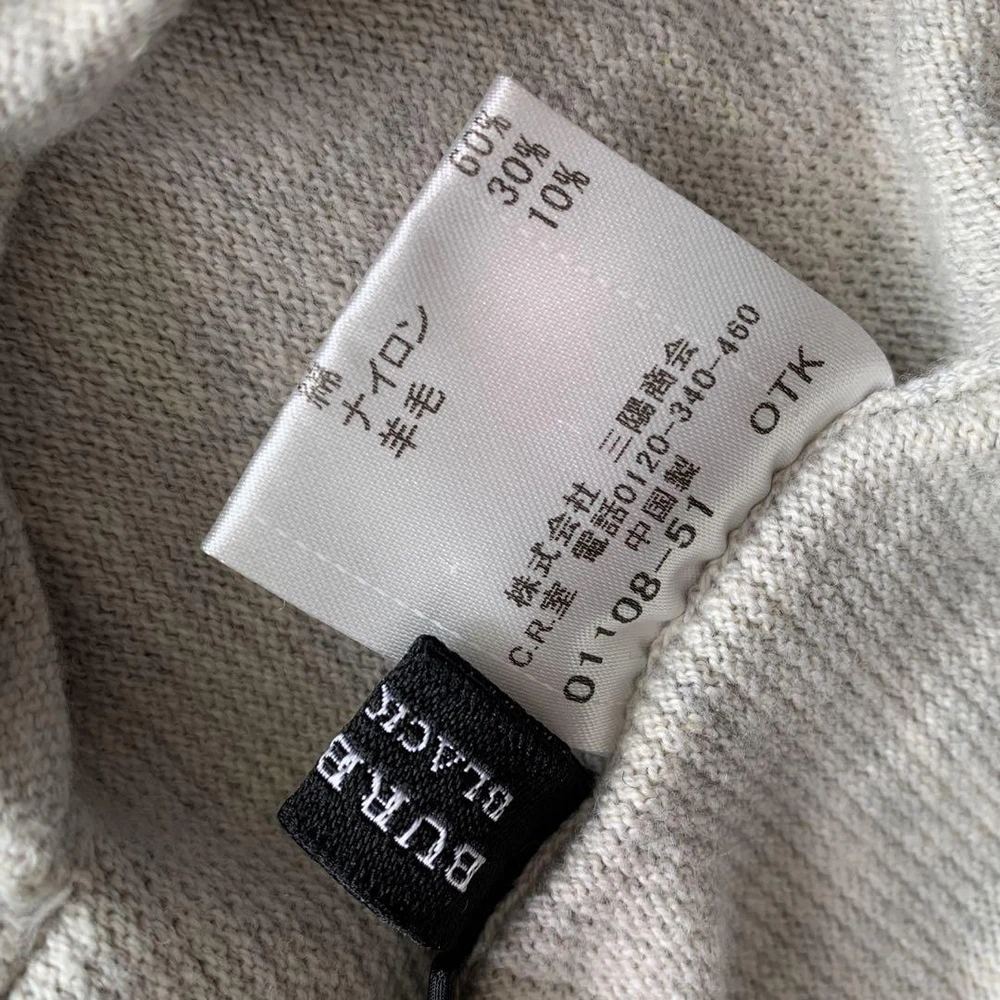 綿 60%
ナイロン 30%
羊毛 10%
株式会社 三陽商会
C.R.室 電話0120-340-460
中国製
01108-51 OTK
BURB
BLACK